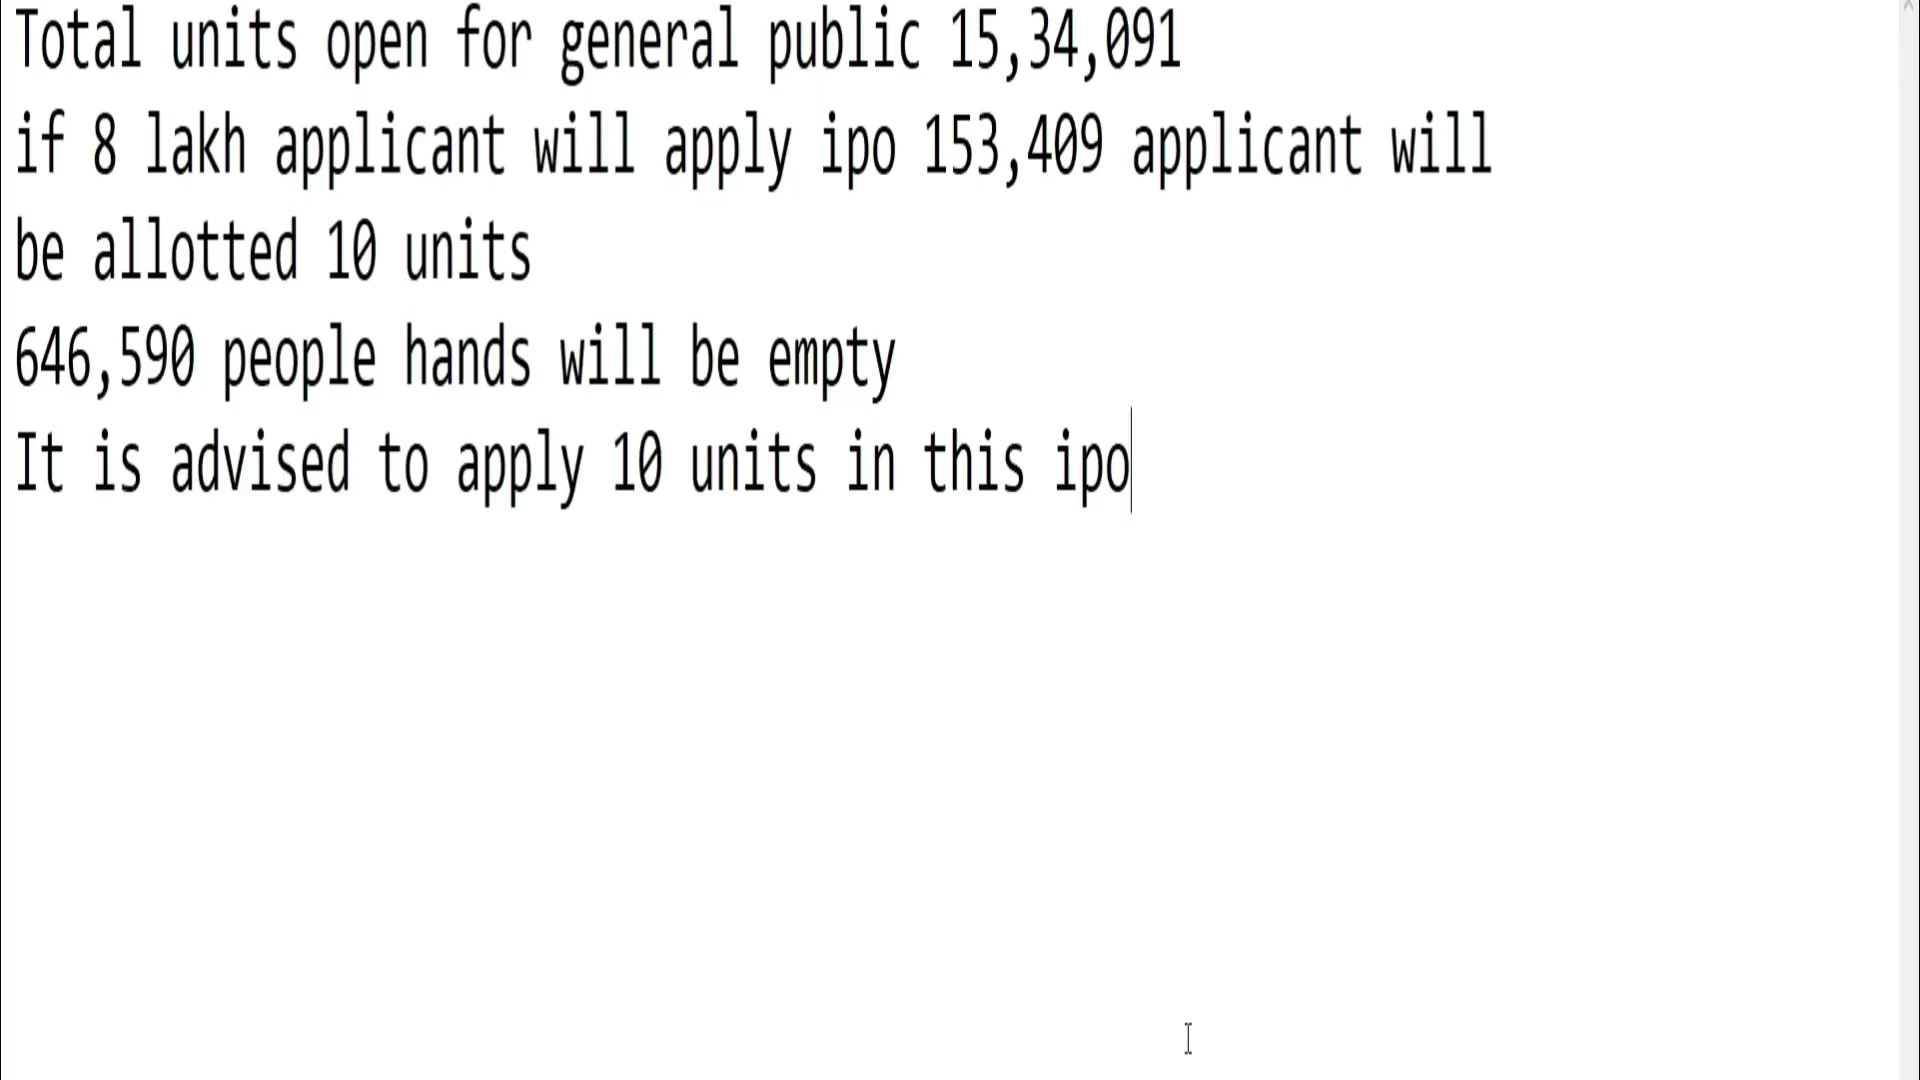 Total units open for general public 15,34,091
if 8 lakh applicant will apply ipo 153,409 applicant will
be allotted 10 units
646,590 people hands will be empty
It is advised to apply 10 units in this ipo